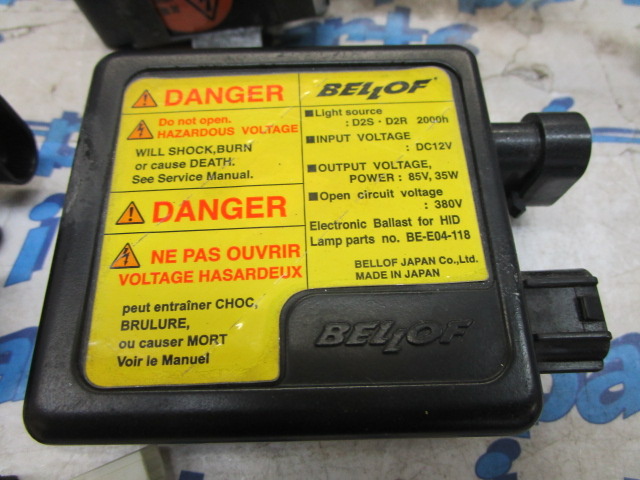 DANGER
Do not open.
HAZARDOUS VOLTAGE
WILL SHOCK,BURN
or cause DEATH.
See Service Manual.
DANGER
NE PAS OUVRIR
VOLTAGE HASARDEUX
peut entraîner CHOC,
BRULURE,
ou causer MORT
Voir le Manuel
BELLOF
■Light source
: D2S · D2R 2000h
■INPUT VOLTAGE
: DC12V
■OUTPUT VOLTAGE,
POWER : 85V, 35W
■Open circuit voltage
: 380V
Electronic Ballast for HID
Lamp parts no. BE-E04-118
BELLOF JAPAN Co.,Ltd.
MADE IN JAPAN
BELLOF